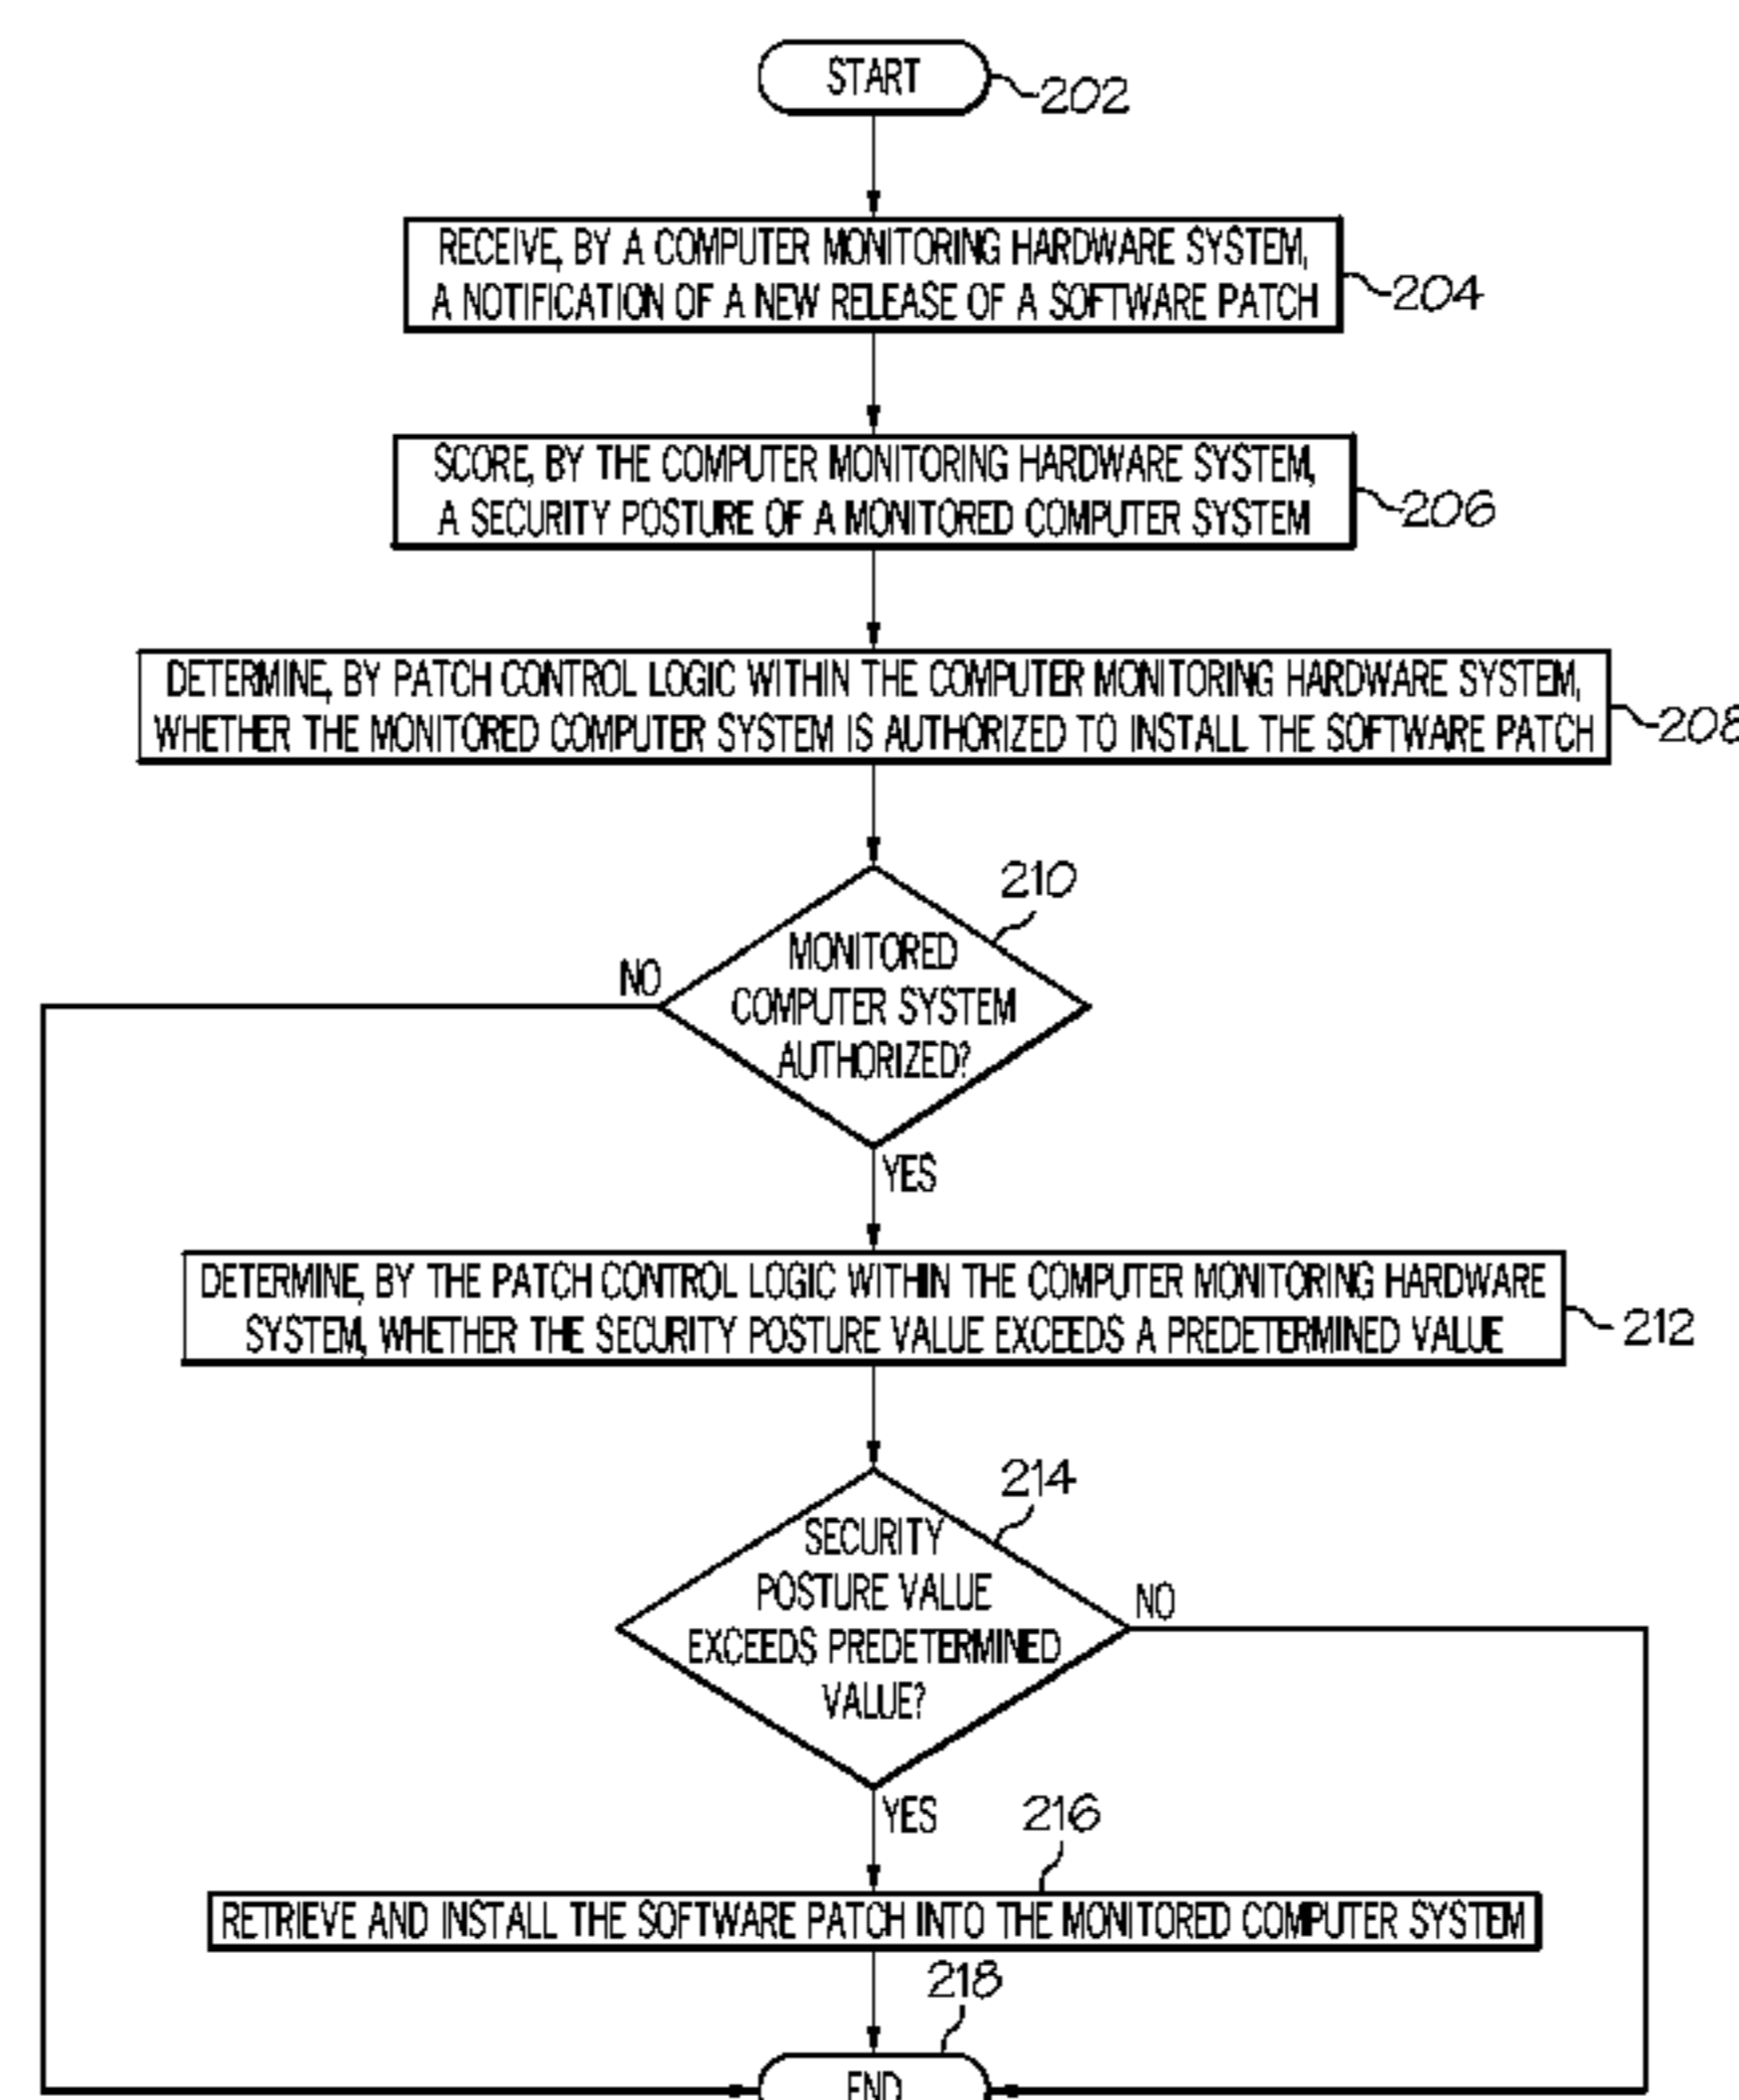 START
202
RECEIVE, BY A COMPUTER MONITORING HARDWARE SYSTEM,
A NOTIFICATION OF A NEW RELEASE OF A SOFTWARE PATCH
204
SCORE, BY THE COMPUTER MONITORING HARDWARE SYSTEM,
A SECURITY POSTURE OF A MONITORED COMPUTER SYSTEM
206
DETERMINE, BY PATCH CONTROL LOGIC WITHIN THE COMPUTER MONITORING HARDWARE SYSTEM,
WHETHER THE MONITORED COMPUTER SYSTEM IS AUTHORIZED TO INSTALL THE SOFTWARE PATCH
208
210
MONITORED
COMPUTER SYSTEM
AUTHORIZED?
NO
YES
DETERMINE, BY THE PATCH CONTROL LOGIC WITHIN THE COMPUTER MONITORING HARDWARE
SYSTEM, WHETHER THE SECURITY POSTURE VALUE EXCEEDS A PREDETERMINED VALUE
212
214
SECURITY
POSTURE VALUE
EXCEEDS PREDETERMINED
VALUE?
NO
YES
216
RETRIEVE AND INSTALL THE SOFTWARE PATCH INTO THE MONITORED COMPUTER SYSTEM
218
END